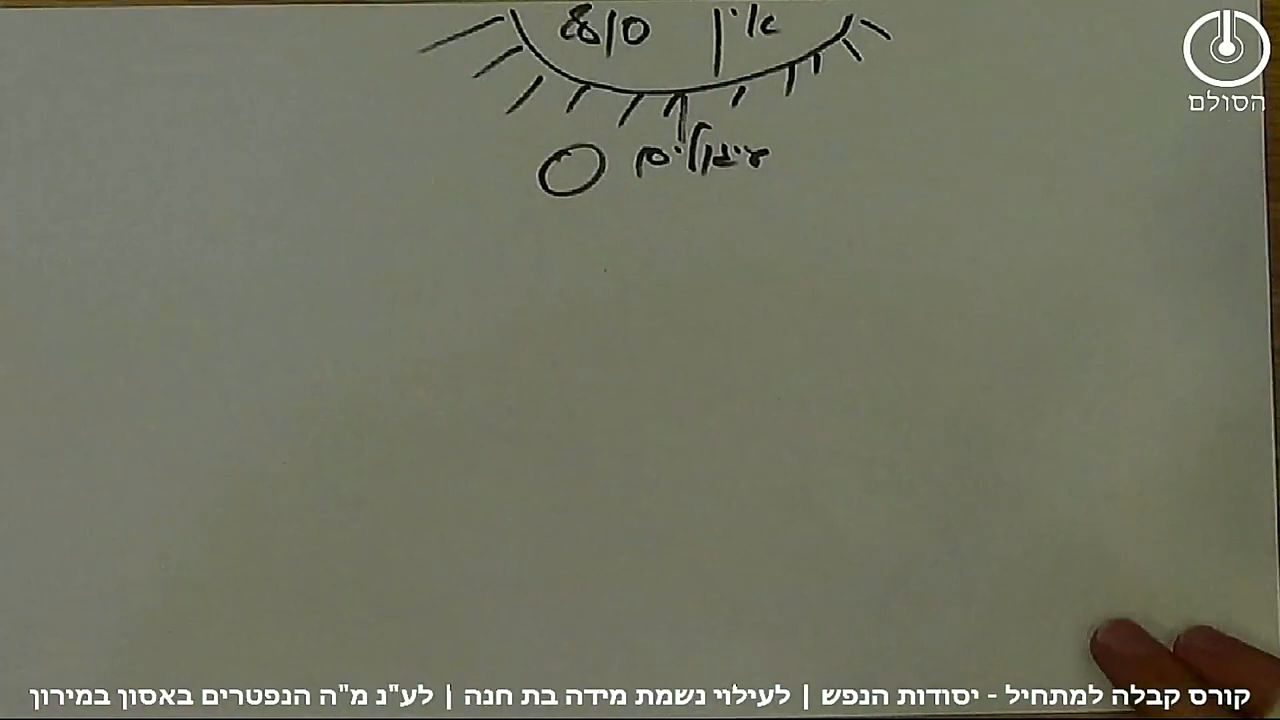 אין סוף
עיגולים
הסולם
קורס קבלה למתחיל - יסודות הנפש | לעילוי נשמת מידה בת חנה | לע"נ מ"ה הנפטרים באסון במירון